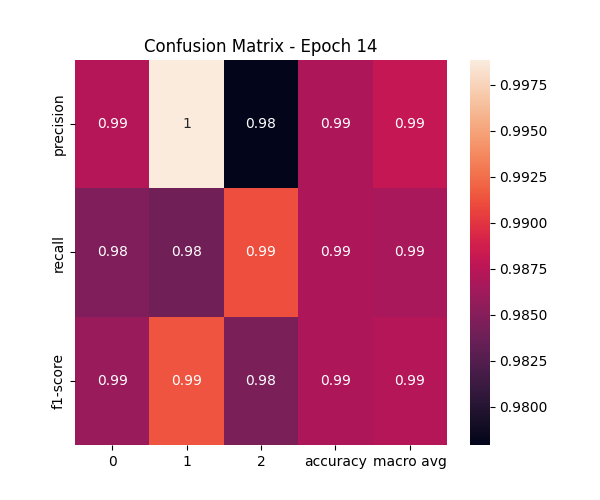 Confusion Matrix - Epoch 14
precision 0.99 1 0.98 0.99 0.99
recall 0.98 0.98 0.99 0.99 0.99
f1-score 0.99 0.99 0.98 0.99 0.99
0 1 2 accuracy macro avg
0.9975
0.9950
0.9925
0.9900
0.9875
0.9850
0.9825
0.9800